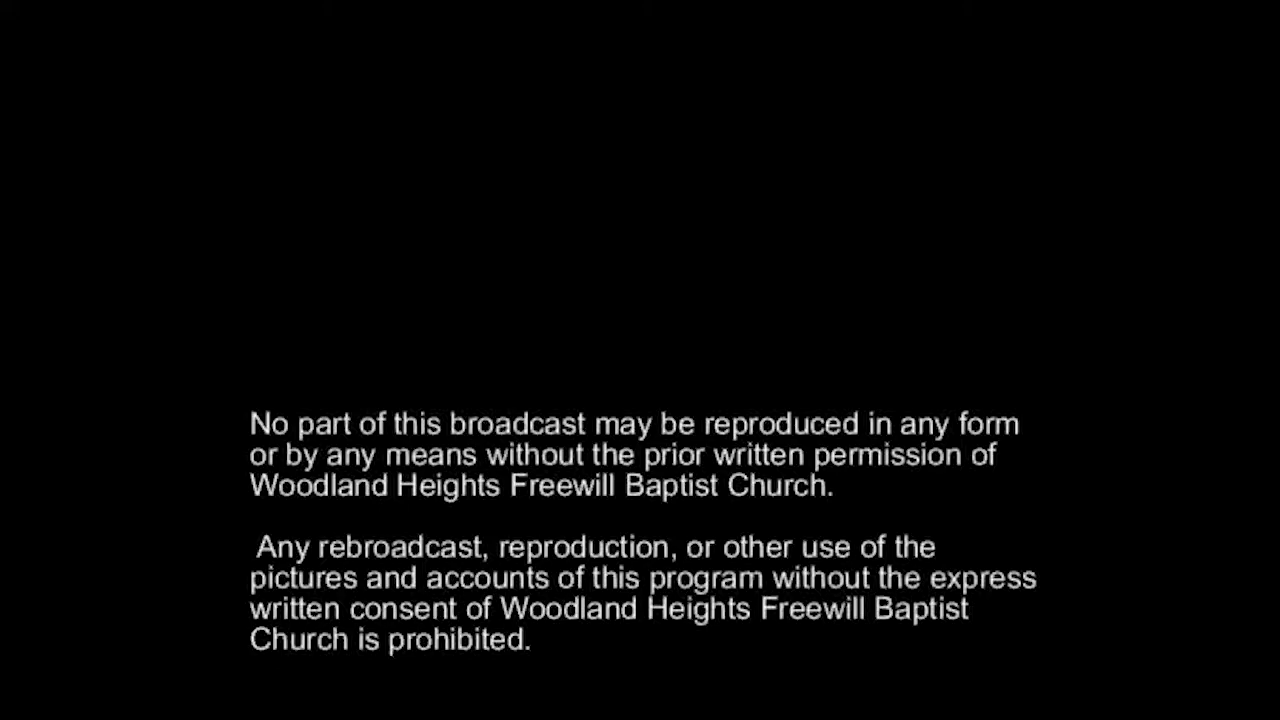 No part of this broadcast may be reproduced in any form
or by any means without the prior written permission of
Woodland Heights Freewill Baptist Church.
Any rebroadcast, reproduction, or other use of the
pictures and accounts of this program without the express
written consent of Woodland Heights Freewill Baptist
Church is prohibited.